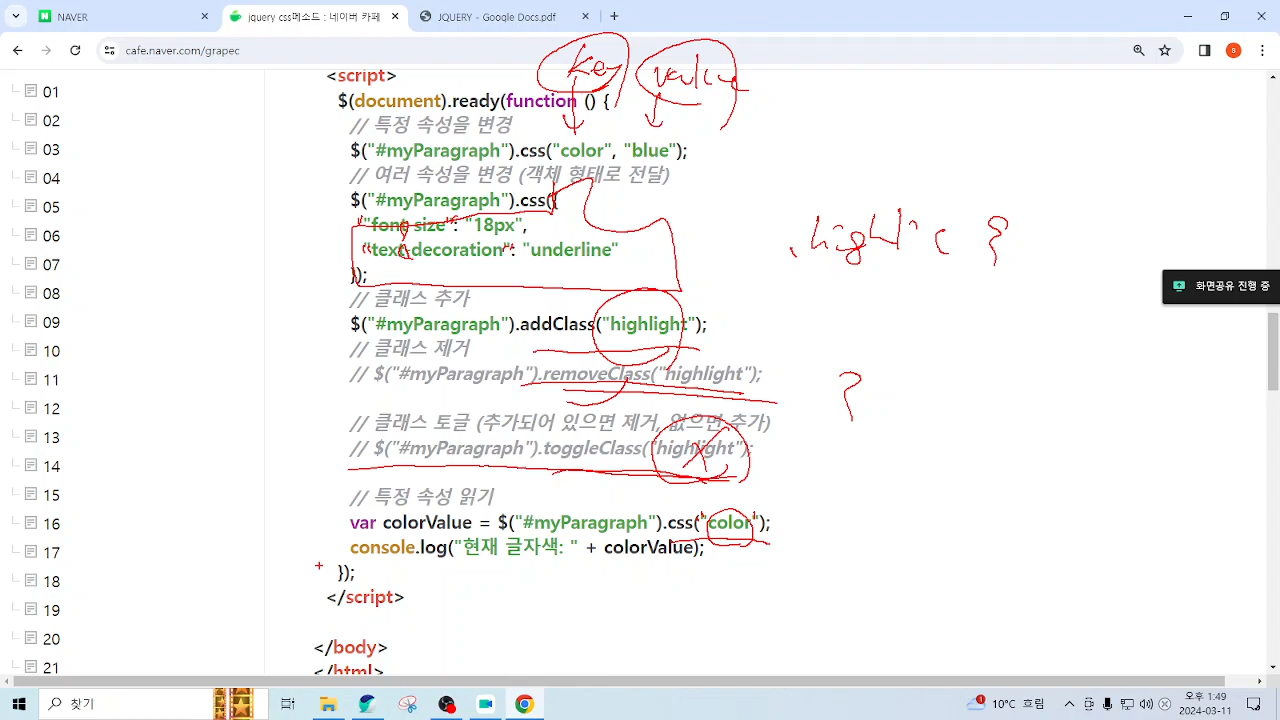 NAVER
jquery css메소드 : 네이버 카페
JQUERY - Google Docs.pdf
cafe.naver.com/grapec
S
key
value
01
02
03
04
05
06
07
08
09
10
11
12
13
14
15
16
17
18
19
20
21
<script>
$(document).ready(function () {
// 특정 속성을 변경
$("#myParagraph").css("color", "blue");
// 여러 속성을 변경 (객체 형태로 전달)
$("#myParagraph").css({
"font-size": "18px",
"text-decoration": "underline"
});
// 클래스 추가
$("#myParagraph").addClass("highlight");
// 클래스 제거
// $("#myParagraph").removeClass("highlight");
// 클래스 토글 (추가되어 있으면 제거, 없으면 추가)
// $("#myParagraph").toggleClass("highlight");
// 특정 속성 읽기
var colorValue = $("#myParagraph").css("color");
console.log("현재 글자색: " + colorValue);
});
</script>
</body>
</html>
화면공유 진행
찾기
10°C 흐림
오후 1:49
2024-03-11